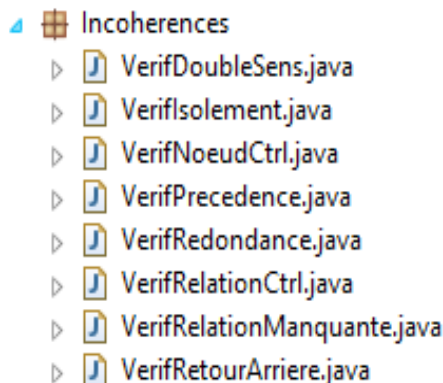 Incoherences
VerifDoubleSens.java
VerifIsolement.java
VerifNoeudCtrl.java
VerifPrecedence.java
VerifRedondance.java
VerifRelationCtrl.java
VerifRelationManquante.java
VerifRetourArriere.java